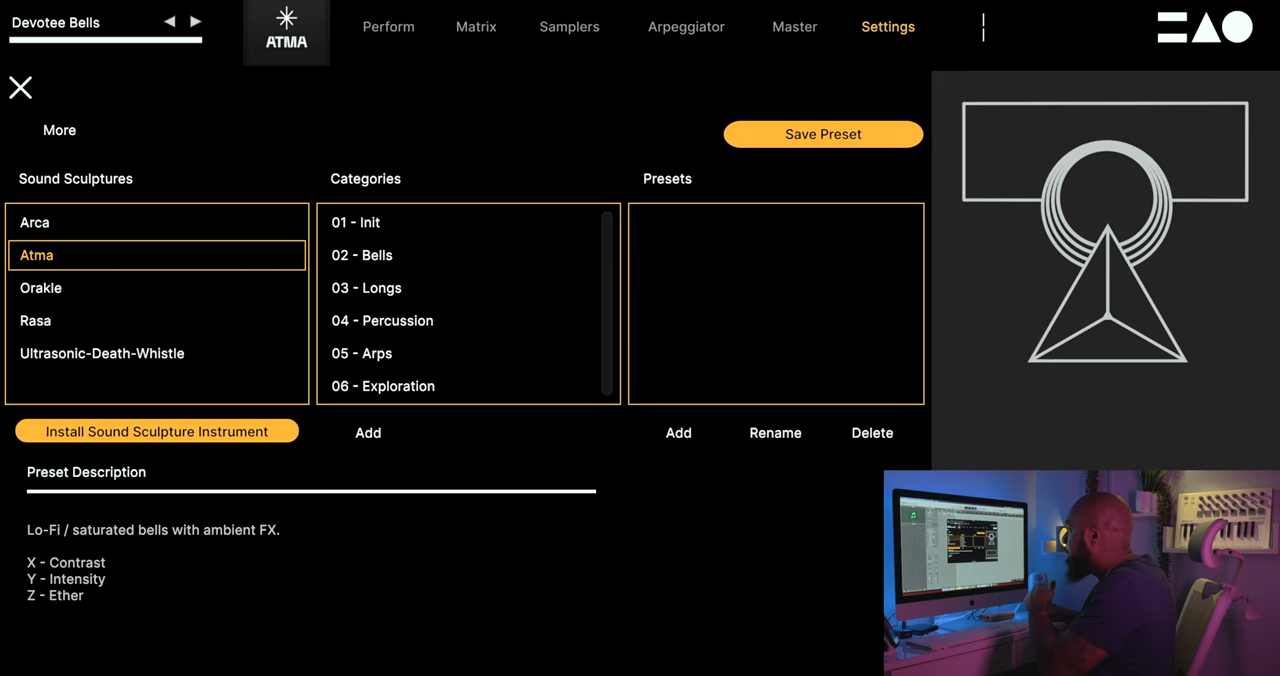 Devotee Bells
ATMA
Perform
Matrix
Samplers
Arpeggiator
Master
Settings
More
Save Preset
Sound Sculptures
Categories
Presets
Arca
Atma
Orakle
Rasa
Ultrasonic-Death-Whistle
01 - Init
02 - Bells
03 - Longs
04 - Percussion
05 - Arps
06 - Exploration
Install Sound Sculpture Instrument
Add
Add
Rename
Delete
Preset Description
Lo-Fi / saturated bells with ambient FX.
X - Contrast
Y - Intensity
Z - Ether